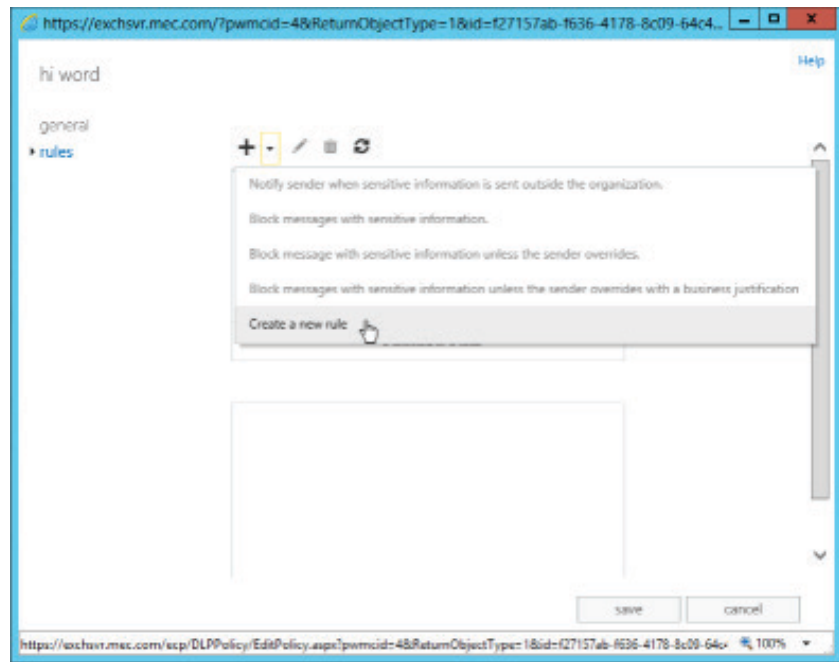 https://exchsvr.mec.com/?pwmcid=4&ReturnObjectType=1&id=f27157ab-f636-4178-8c09-64c4...
Help
hi word
general
rules
Notify sender when sensitive information is sent outside the organization.
Block messages with sensitive information.
Block message with sensitive information unless the sender overrides.
Block messages with sensitive information unless the sender overrides with a business justification
Create a new rule
save
cancel
https://exchsvr.mec.com/ecp/DLPPolicy/EditPolicy.aspx?pwmcid=4&ReturnObjectType=1&id=f27157ab-f636-4178-8c09-64c4
100%